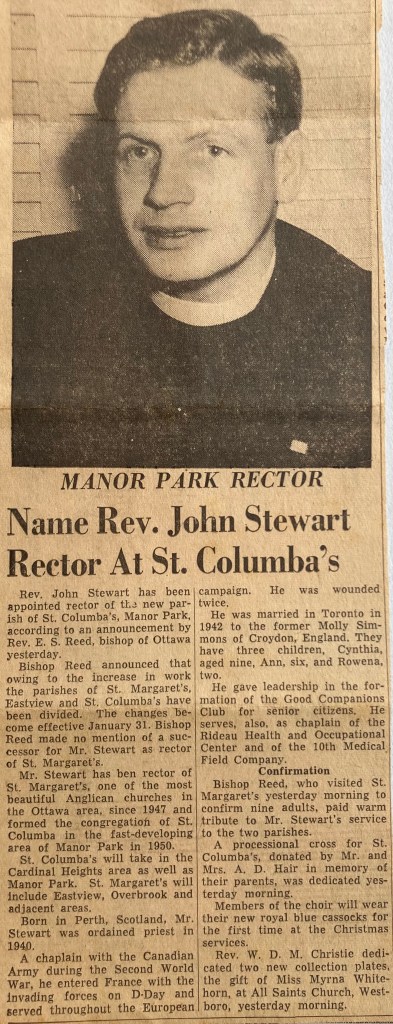 MANOR PARK RECTOR
Name Rev. John Stewart
Rector At St. Columba's
Rev. John Stewart has been
appointed rector of the new par-
ish of St. Columba's, Manor Park,
according to an announcement by
Rev. E. S. Reed, bishop of Ottawa
yesterday.
Bishop Reed announced that
owing to the increase in work
the parishes of St. Margaret's,
Eastview and St. Columba's have
been divided. The changes be-
come effective January 31. Bishop
Reed made no mention of a suc-
cessor for Mr. Stewart as rector
of St. Margaret's.
Mr. Stewart has ben rector of
St. Margaret's, one of the most
beautiful Anglican churches in
the Ottawa area, since 1947 and
formed the congregation of St.
Columba in the fast-developing
area of Manor Park in 1950.
St. Columba's will take in the
Cardinal Heights area as well as
Manor Park. St. Margaret's will
include Eastview, Overbrook and
adjacent areas.
Born in Perth, Scotland, Mr.
Stewart was ordained priest in
1940.
A chaplain with the Canadian
Army during the Second World
War, he entered France with the
invading forces on D-Day and
served throughout the European
campaign. He was wounded
twice.
He was married in Toronto in
1942 to the former Molly Sim-
mons of Croydon, England. They
have three children, Cynthia,
aged nine, Ann, six, and Rowena,
two.
He gave leadership in the for-
mation of the Good Companions
Club for senior citizens. He
serves, also, as chaplain of the
Rideau Health and Occupational
Center and of the 10th Medical
Field Company.
Confirmation
Bishop Reed, who visited St.
Margaret's yesterday morning to
confirm nine adults, paid warm
tribute to Mr. Stewart's service
to the two parishes.
A processional cross for St.
Columba's, donated by Mr. and
Mrs. A. D. Hair in memory of
their parents, was dedicated yes-
terday morning.
Members of the choir will wear
their new royal blue cassocks for
the first time at the Christmas
services.
Rev. W. D. M. Christie dedi-
cated two new collection plates,
the gift of Miss Myrna White-
horn, at All Saints Church, West-
boro, yesterday morning.